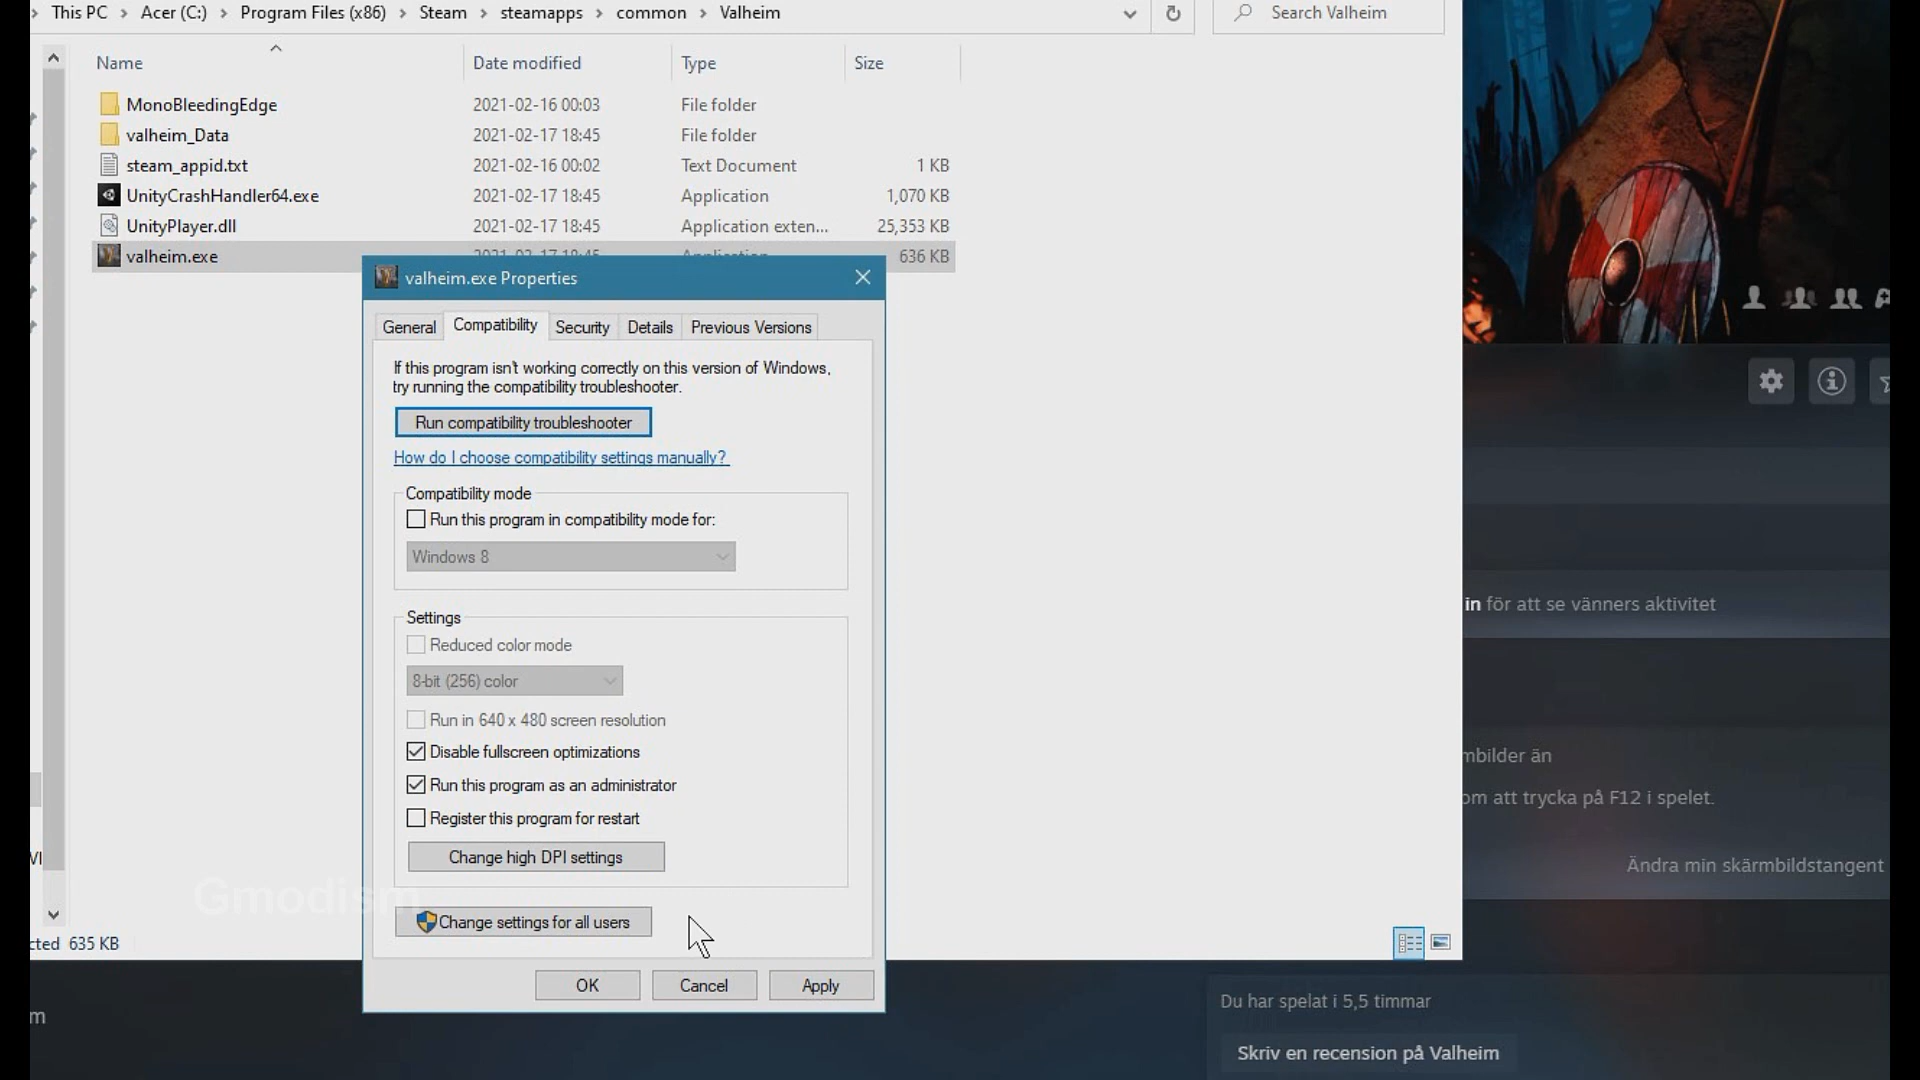 This PC > Acer (C:) > Program Files (x86) > Steam > steamapps > common > Valheim
Search Valheim
Name Date modified Type Size
MonoBleedingEdge 2021-02-16 00:03 File folder
valheim_Data 2021-02-17 18:45 File folder
steam_appid.txt 2021-02-16 00:02 Text Document 1 KB
UnityCrashHandler64.exe 2021-02-17 18:45 Application 1,070 KB
UnityPlayer.dll 2021-02-17 18:45 Application exten... 25,353 KB
valheim.exe 2021-02-17 18:45 Application 636 KB
valheim.exe Properties
General Compatibility Security Details Previous Versions
If this program isn't working correctly on this version of Windows,
try running the compatibility troubleshooter.
Run compatibility troubleshooter
How do I choose compatibility settings manually?
Compatibility mode
Run this program in compatibility mode for:
Windows 8
Settings
Reduced color mode
8-bit (256) color
Run in 640 x 480 screen resolution
Disable fullscreen optimizations
Run this program as an administrator
Register this program for restart
Change high DPI settings
Change settings for all users
OK Cancel Apply
Gmodism
cted 635 KB
VI
m
in för att se vänners aktivitet
mbilder än
om att trycka på F12 i spelet.
Ändra min skärmbildstangent
Du har spelat i 5,5 timmar
Skriv en recension på Valheim